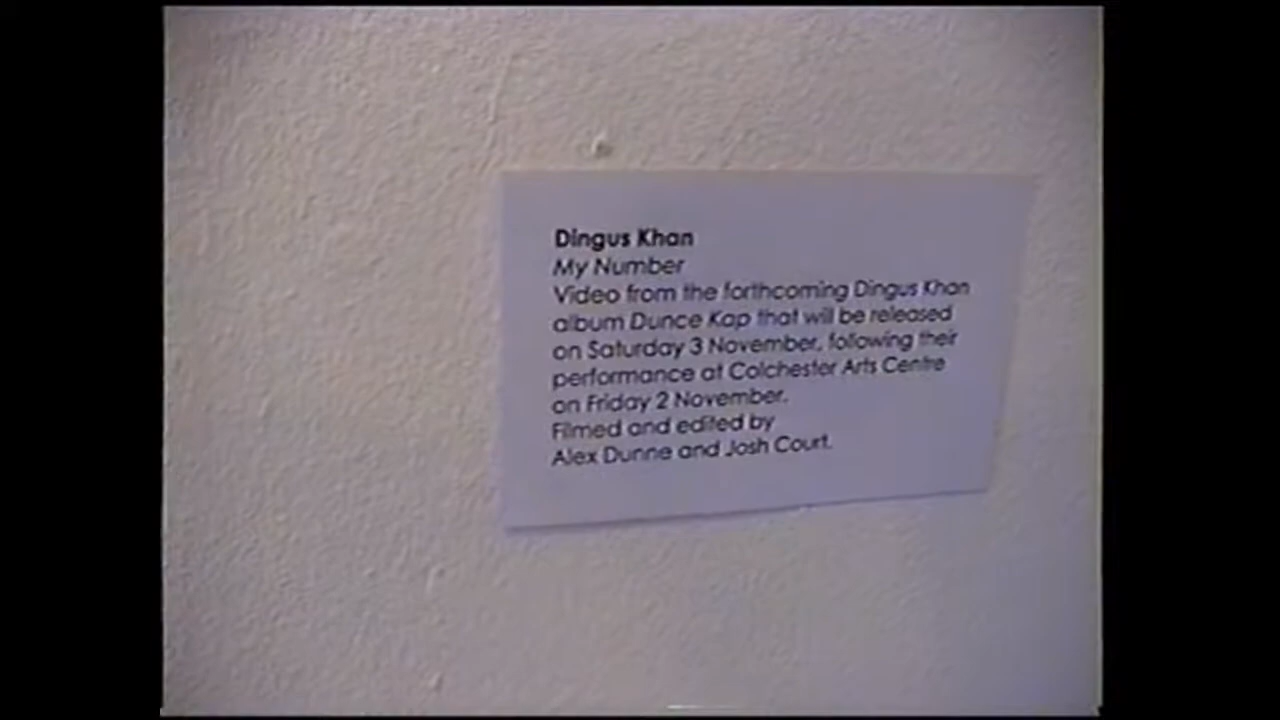 Dingus Khan
My Number
Video from the forthcoming Dingus Khan
album Dunce Kap that will be released
on Saturday 3 November, following their
performance at Colchester Arts Centre
on Friday 2 November.
Filmed and edited by
Alex Dunne and Josh Court.